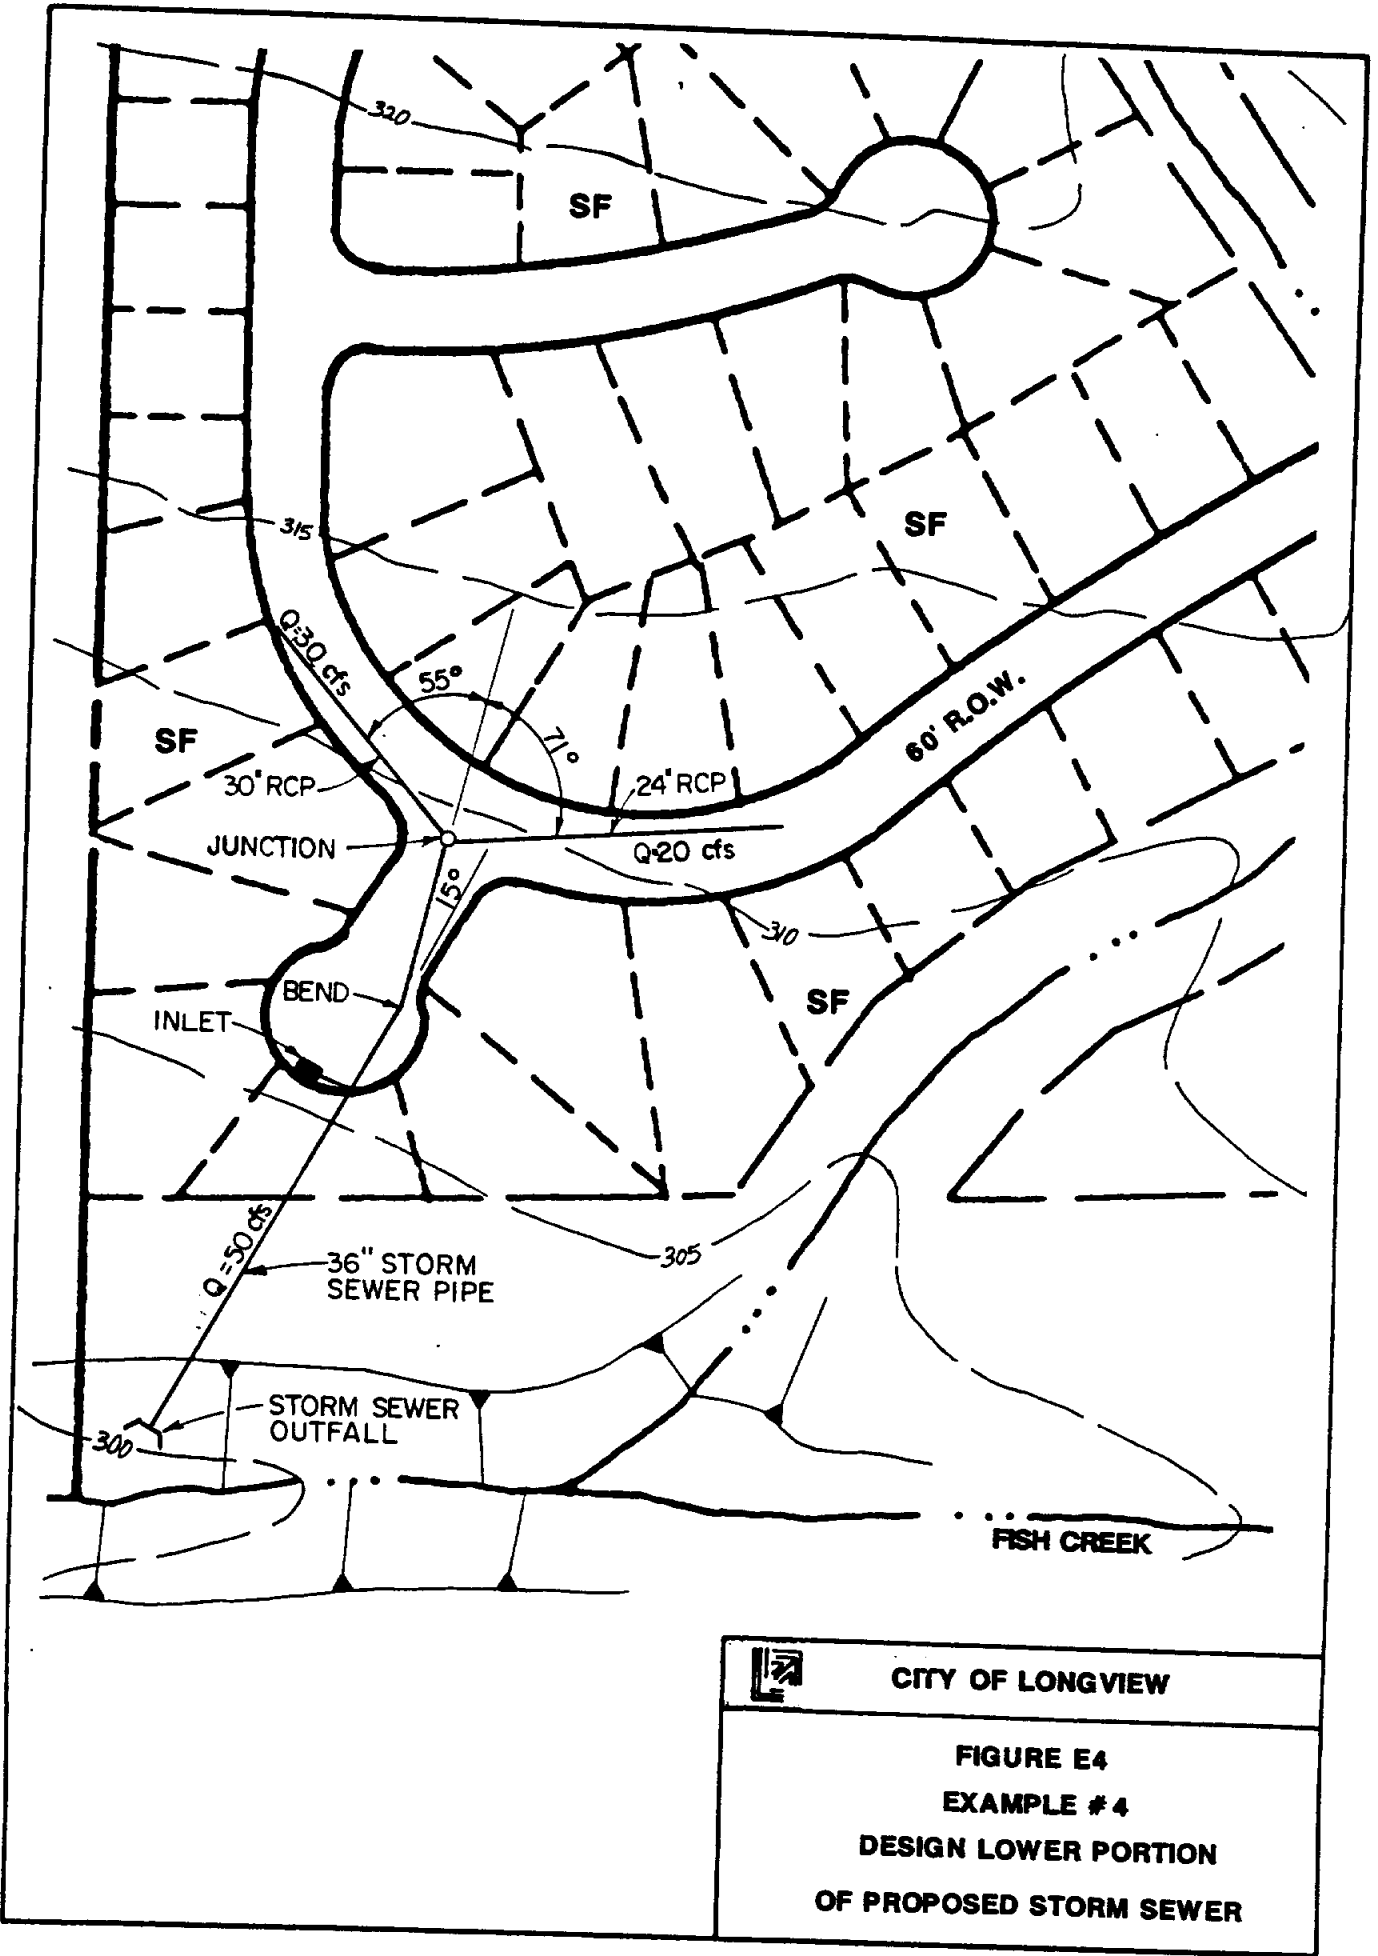 320
SF
SF
315
Q=30 cfs
55°
71°
60' R.O.W.
SF
30" RCP
24" RCP
JUNCTION
Q=20 cfs
15°
310
BEND
SF
INLET
Q=50 cfs
305
36" STORM
SEWER PIPE
STORM SEWER
OUTFALL
300
FISH CREEK
CITY OF LONGVIEW
FIGURE E4
EXAMPLE #4
DESIGN LOWER PORTION
OF PROPOSED STORM SEWER